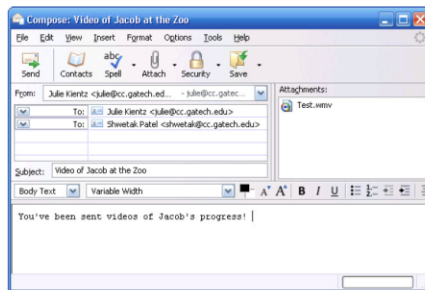 Compose: Video of Jacob at the Zoo
File Edit View Insert Format Options Tools Help
Send Contacts Spell Attach Security Save
From: Julie Kientz <julie@cc.gatech.ed... - julie@cc.gatec...
Attachments:
To: Julie Kientz <julie@cc.gatech.edu>
Test.wmv
To: Shwetak Patel <shwetak@cc.gatech.edu>
Subject: Video of Jacob at the Zoo
Body Text Variable Width A A B I U
You've been sent videos of Jacob's progress!